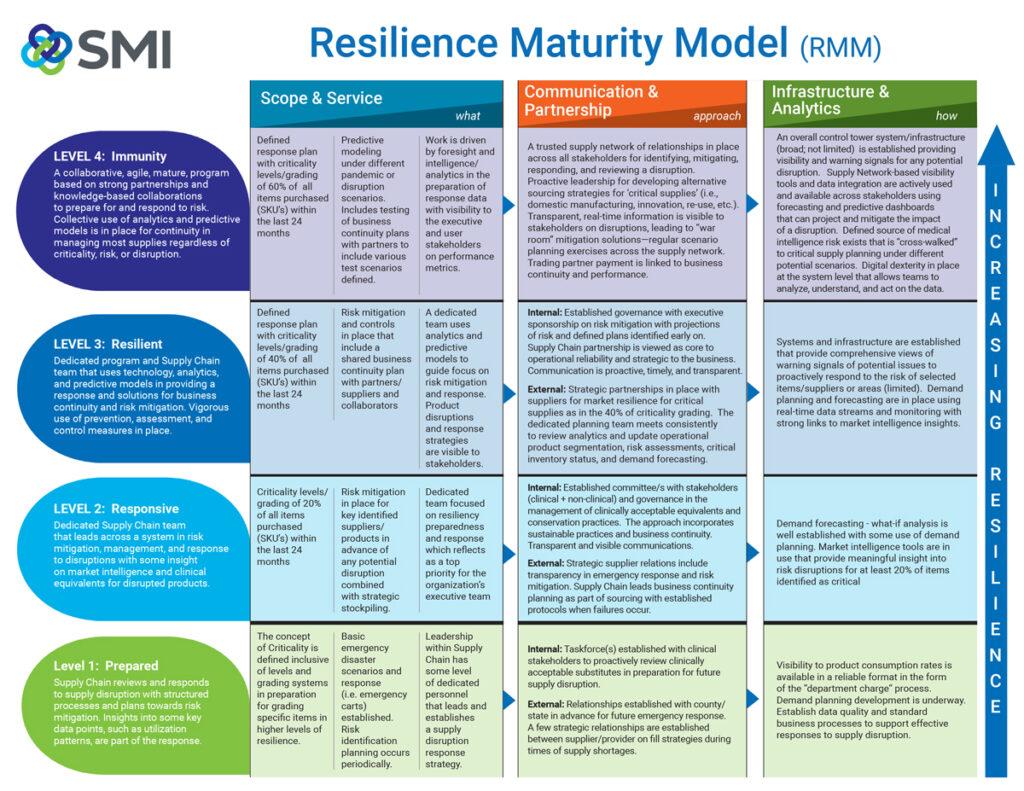 SMI
Resilience Maturity Model (RMM)
Scope & Service
what
Communication &
Partnership
approach
Infrastructure &
Analytics
how
LEVEL 4: Immunity
A collaborative, agile, mature, program
based on strong partnerships and
knowledge-based collaborations
to prepare for and respond to risk.
Collective use of analytics and predictive
models is in place for continuity in
managing most supplies regardless of
criticality, risk, or disruption.
Defined
response plan
with criticality
levels/grading
of 60% of all
items purchased
(SKU's) within
the last 24
months
Predictive
modeling
under different
pandemic or
disruption
scenarios.
Includes testing
of business
continuity plans
with partners to
include various
test scenarios
defined.
Work is driven
by foresight and
intelligence/
analytics in the
preparation of
response data
with visibility to
the executive
and user
stakeholders
on performance
metrics.
A trusted supply network of relationships in place
across all stakeholders for identifying, mitigating,
responding, and reviewing a disruption.
Proactive leadership for developing alternative
sourcing strategies for 'critical supplies' (i.e.,
domestic manufacturing, innovation, re-use, etc.).
Transparent, real-time information is visible to
stakeholders on disruptions, leading to "war
room" mitigation solutions—regular scenario
planning exercises across the supply network.
Trading partner payment is linked to business
continuity and performance.
An overall control tower system/infrastructure
(broad; not limited) is established providing
visibility and warning signals for any potential
disruption. Supply Network-based visibility
tools and data integration are actively used
and available across stakeholders using
forecasting and predictive dashboards
that can project and mitigate the impact
of a disruption. Defined source of medical
intelligence risk exists that is "cross-walked"
to critical supply planning under different
potential scenarios. Digital dexterity in place
at the system level that allows teams to
analyze, understand, and act on the data.
LEVEL 3: Resilient
Dedicated program and Supply Chain
team that uses technology, analytics,
and predictive models in providing a
response and solutions for business
continuity and risk mitigation. Vigorous
use of prevention, assessment, and
control measures in place.
Defined
response plan
with criticality
levels/grading
of 40% of all
items purchased
(SKU's) within
the last 24
months
Risk mitigation
and controls
in place that
include a
shared business
continuity plan
with partners/
suppliers and
collaborators
A dedicated
team uses
analytics and
predictive
models to
guide focus on
risk mitigation
and response.
Product
disruptions
and response
strategies
are visible to
stakeholders.
Internal: Established governance with executive
sponsorship on risk mitigation with projections
of risk and defined plans identified early on.
Supply Chain partnership is viewed as core to
operational reliability and strategic to the business.
Communication is proactive, timely, and transparent.
External: Strategic partnerships in place with
suppliers for market resilience for critical
supplies as in the 40% of criticality grading. The
dedicated planning team meets consistently
to review analytics and update operational
product segmentation, risk assessments, critical
inventory status, and demand forecasting.
Systems and infrastructure are established
that provide comprehensive views of
warning signals of potential issues to
proactively respond to the risk of selected
items/suppliers or areas (limited). Demand
planning and forecasting are in place using
real-time data streams and monitoring with
strong links to market intelligence insights.
LEVEL 2: Responsive
Dedicated Supply Chain team
that leads across a system in risk
mitigation, management, and response
to disruptions with some insight
on market intelligence and clinical
equivalents for disrupted products.
Criticality levels/
grading of 20%
of all items
purchased
(SKU's) within
the last 24
months
Risk mitigation
in place for
key identified
suppliers/
products in
advance of
any potential
disruption
combined
with strategic
stockpiling.
Dedicated
team focused
on resiliency
preparedness
and response
which reflects
as a top
priority for the
organization's
executive team
Internal: Established committee/s with stakeholders
(clinical + non-clinical) and governance in the
management of clinically acceptable equivalents and
conservation practices. The approach incorporates
sustainable practices and business continuity.
Transparent and visible communications.
External: Strategic supplier relations include
transparency in emergency response and risk
mitigation. Supply Chain leads business continuity
planning as part of sourcing with established
protocols when failures occur.
Demand forecasting - what-if analysis is
well established with some use of demand
planning. Market intelligence tools are in
use that provide meaningful insight into
risk disruptions for at least 20% of items
identified as critical
Level 1: Prepared
Supply Chain reviews and responds
to supply disruption with structured
processes and plans towards risk
mitigation. Insights into some key
data points, such as utilization
patterns, are part of the response.
The concept
of Criticality is
defined inclusive
of levels and
grading systems
in preparation
for grading
specific items in
higher levels of
resilience.
Basic
emergency
disaster
scenarios and
response
(i.e. emergency
carts)
established.
Risk
identification
planning occurs
periodically.
Leadership
within Supply
Chain has
some level
of dedicated
personnel
that leads and
establishes
a supply
disruption
response
strategy.
Internal: Taskforce(s) established with clinical
stakeholders to proactively review clinically
acceptable substitutes in preparation for future
supply disruption.
External: Relationships established with county/
state in advance for future emergency response.
A few strategic relationships are established
between supplier/provider on fill strategies during
times of supply shortages.
Visibility to product consumption rates is
available in a reliable format in the form
of the "department charge" process.
Demand planning development is underway.
Establish data quality and standard
business processes to support effective
responses to supply disruption.
INCREASING RESILIENCE